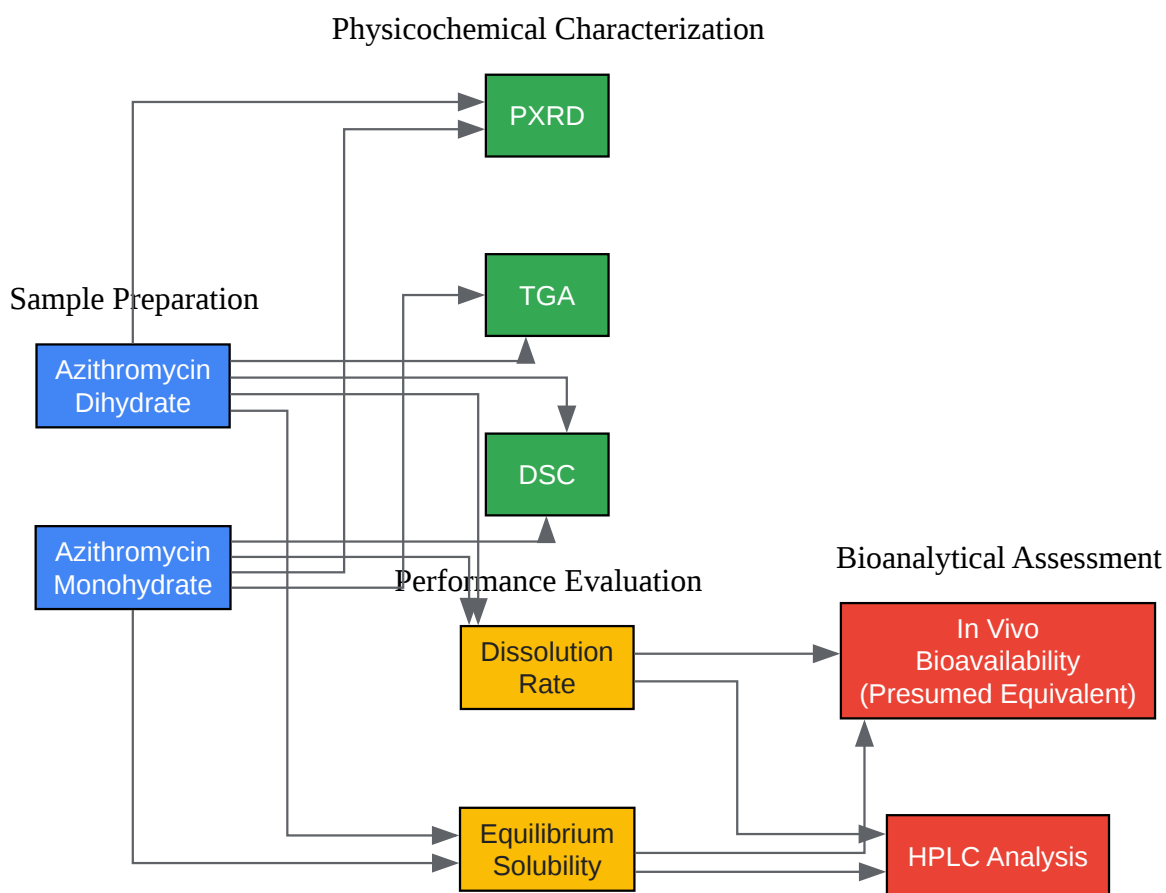 Physicochemical Characterization
PXRD
TGA
Sample Preparation
Azithromycin
Dihydrate
DSC
Azithromycin
Monohydrate
Performance Evaluation
Bioanalytical Assessment
Dissolution
Rate
In Vivo
Bioavailability
(Presumed Equivalent)
Equilibrium
Solubility
HPLC Analysis